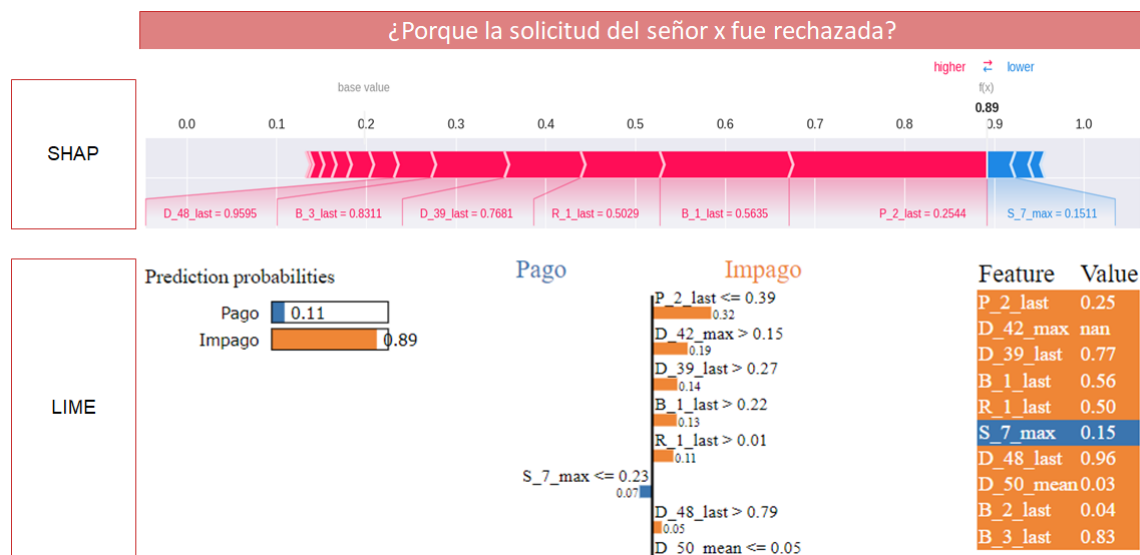 ¿Porque la solicitud del señor x fue rechazada?
SHAP
higher ⇄ lower
base value
f(x)
0.89
0.0 0.1 0.2 0.3 0.4 0.5 0.6 0.7 0.8 0.9 1.0
D_48_last = 0.9595 B_3_last = 0.8311 D_39_last = 0.7681 R_1_last = 0.5029 B_1_last = 0.5635 P_2_last = 0.2544 S_7_max = 0.1511
LIME
Prediction probabilities
Pago 0.11
Impago 0.89
Pago Impago
P_2_last <= 0.39
0.32
D_42_max > 0.15
0.19
D_39_last > 0.27
0.14
B_1_last > 0.22
0.13
R_1_last > 0.01
0.11
S_7_max <= 0.23
0.07
D_48_last > 0.79
0.05
D_50_mean <= 0.05
Feature Value
P_2_last 0.25
D_42_max nan
D_39_last 0.77
B_1_last 0.56
R_1_last 0.50
S_7_max 0.15
D_48_last 0.96
D_50_mean 0.03
B_2_last 0.04
B_3_last 0.83